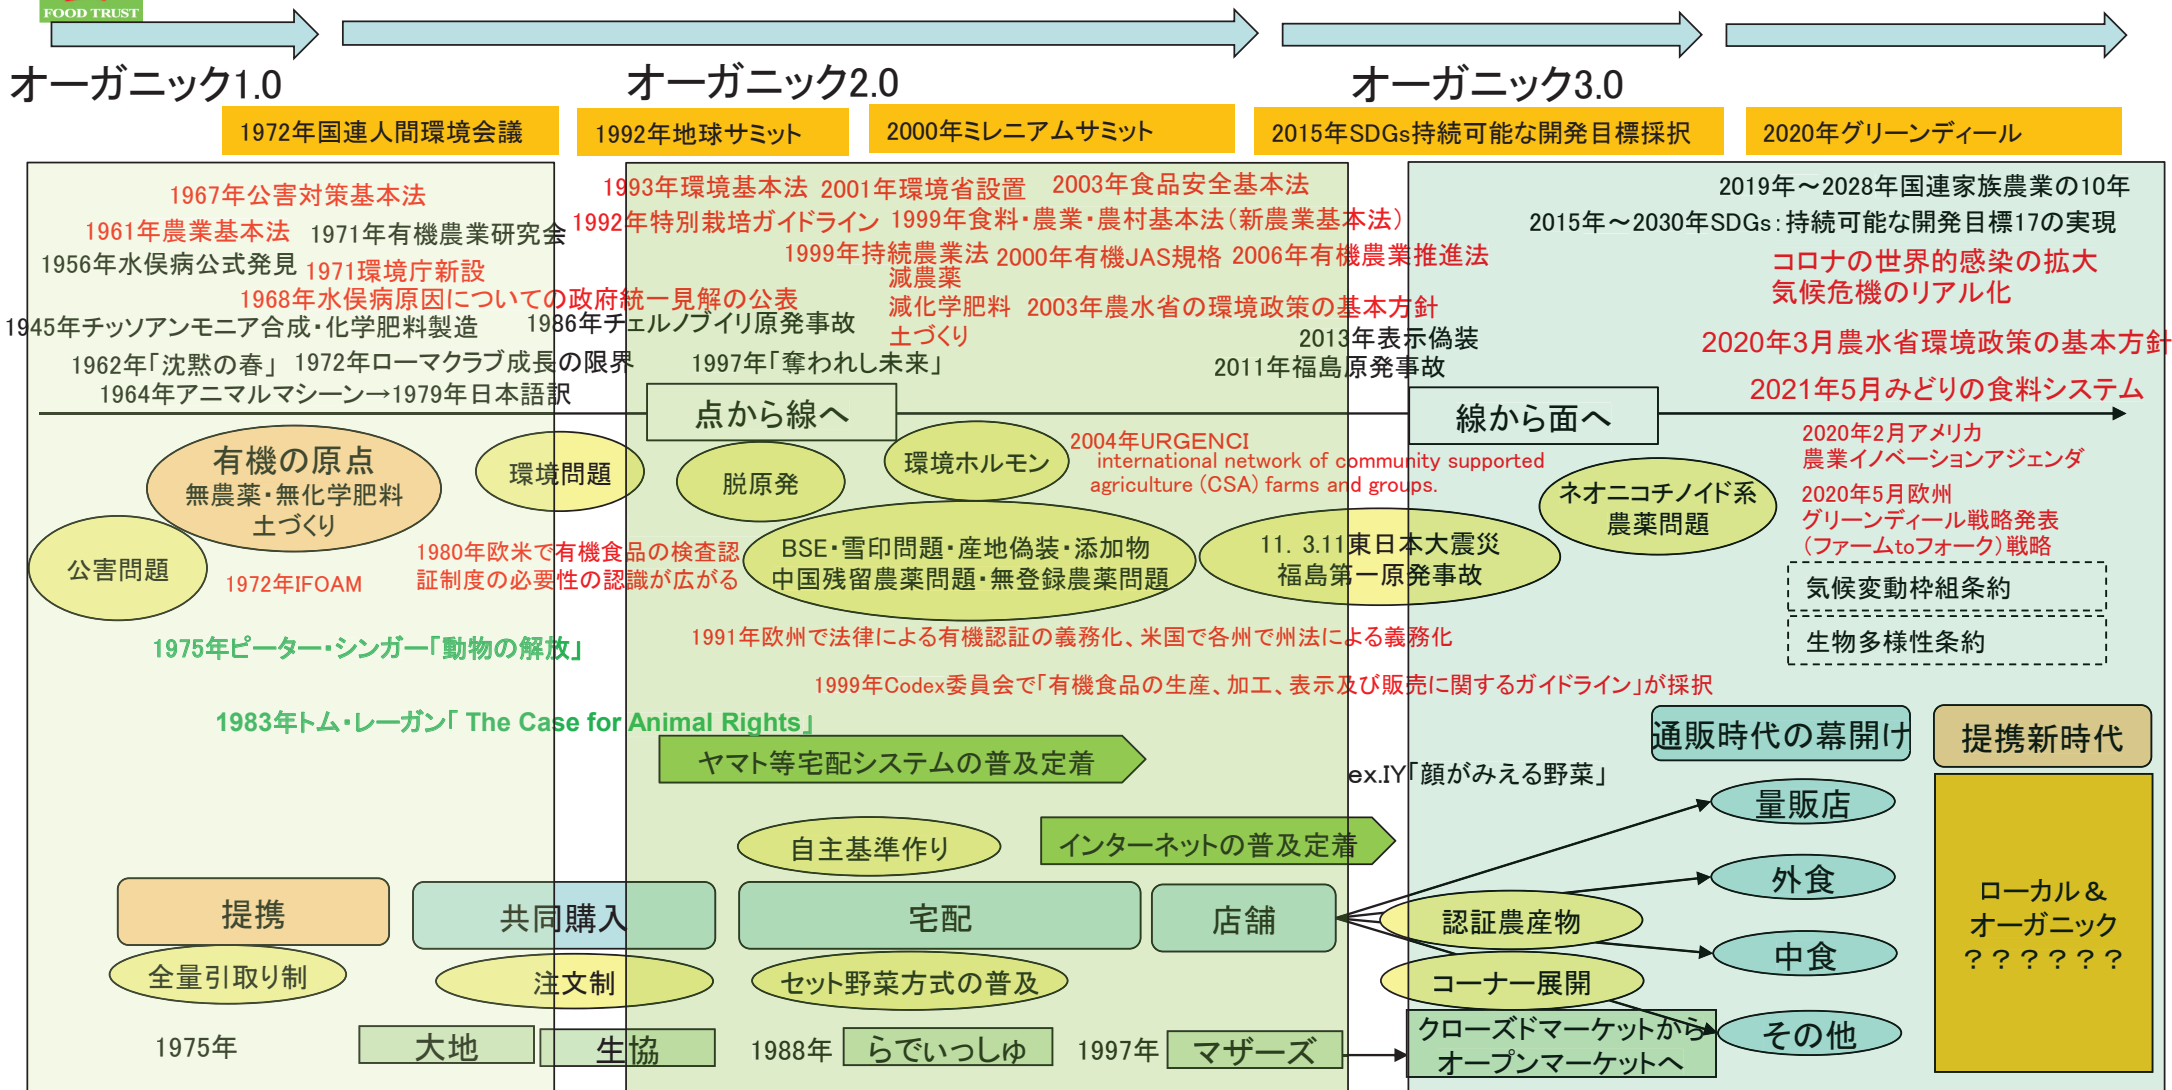 FOOD TRUST
オーガニック1.0
オーガニック2.0
オーガニック3.0
1972年国連人間環境会議
1992年地球サミット
2000年ミレニアムサミット
2015年SDGs持続可能な開発目標採択
2020年グリーンディール
1967年公害対策基本法
1961年農業基本法
1971年有機農業研究会
1956年水俣病公式発見
1971環境庁新設
1968年水俣病原因についての政府統一見解の公表
1945年チッソアンモニア合成・化学肥料製造
1986年チェルノブイリ原発事故
1962年「沈黙の春」
1972年ローマクラブ成長の限界
1964年アニマルマシーン→1979年日本語訳
1993年環境基本法
2001年環境省設置
2003年食品安全基本法
1992年特別栽培ガイドライン
1999年食料・農業・農村基本法（新農業基本法）
1999年持続農業法
減農薬
減化学肥料
土づくり
2000年有機JAS規格
2006年有機農業推進法
2003年農水省の環境政策の基本方針
1997年「奪われし未来」
2013年表示偽装
2011年福島原発事故
2019年～2028年国連家族農業の10年
2015年～2030年SDGs：持続可能な開発目標17の実現
コロナの世界的感染の拡大
気候危機のリアル化
2020年3月農水省環境政策の基本方針
2021年5月みどりの食料システム
点から線へ
線から面へ
有機の原点
無農薬・無化学肥料
土づくり
公害問題
環境問題
脱原発
環境ホルモン
2004年URGENCI
international network of community supported
agriculture (CSA) farms and groups.
ネオニコチノイド系
農薬問題
2020年2月アメリカ
農業イノベーションアジェンダ
2020年5月欧州
グリーンディール戦略発表
（ファームtoフォーク）戦略
気候変動枠組条約
生物多様性条約
1972年IFOAM
1980年欧米で有機食品の検査認
証制度の必要性の認識が広がる
BSE・雪印問題・産地偽装・添加物
中国残留農薬問題・無登録農薬問題
11. 3.11東日本大震災
福島第一原発事故
1975年ピーター・シンガー「動物の解放」
1991年欧州で法律による有機認証の義務化、米国で各州で州法による義務化
1999年Codex委員会で「有機食品の生産、加工、表示及び販売に関するガイドライン」が採択
1983年トム・レーガン「 The Case for Animal Rights」
ヤマト等宅配システムの普及定着
ex.IY「顔がみえる野菜」
通販時代の幕開け
提携新時代
自主基準作り
インターネットの普及定着
量販店
外食
中食
その他
提携
共同購入
宅配
店舗
認証農産物
コーナー展開
全量引取り制
注文制
セット野菜方式の普及
ローカル＆
オーガニック
？？？？？？
1975年
大地
生協
1988年
らでぃっしゅ
1997年
マザーズ
クローズドマーケットから
オープンマーケットへ